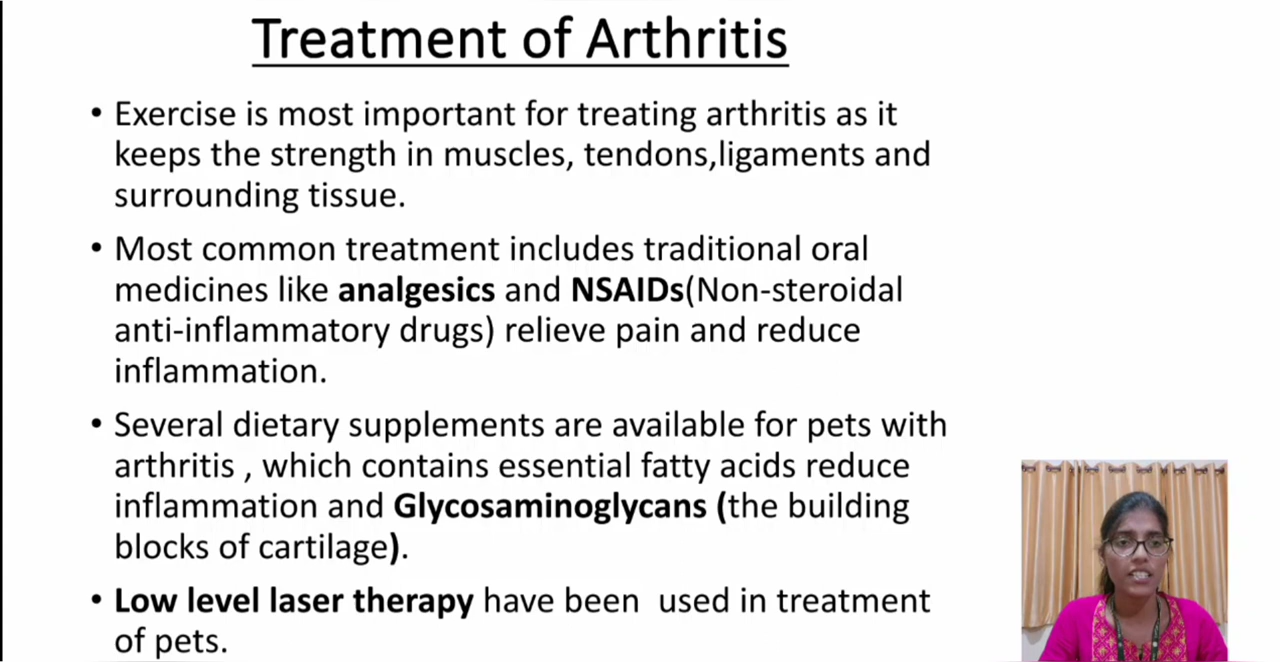 Treatment of Arthritis
• Exercise is most important for treating arthritis as it
keeps the strength in muscles, tendons,ligaments and
surrounding tissue.
• Most common treatment includes traditional oral
medicines like analgesics and NSAIDs(Non-steroidal
anti-inflammatory drugs) relieve pain and reduce
inflammation.
• Several dietary supplements are available for pets with
arthritis , which contains essential fatty acids reduce
inflammation and Glycosaminoglycans (the building
blocks of cartilage).
• Low level laser therapy have been  used in treatment
of pets.